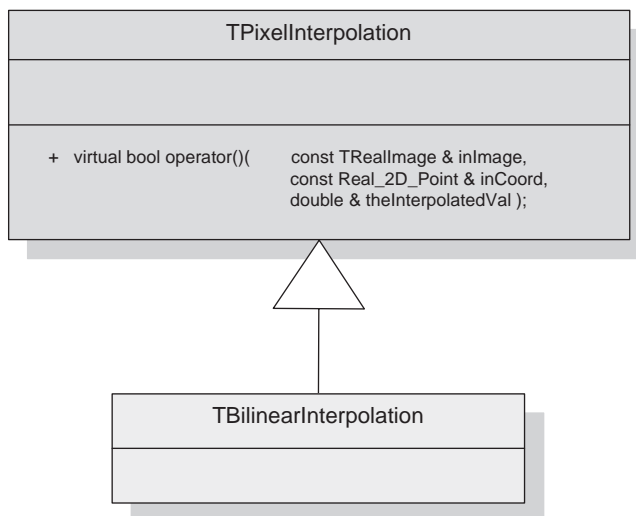 TPixelInterpolation
+ virtual bool operator()( const TRealImage & inImage,
const Real_2D_Point & inCoord,
double & theInterpolatedVal );
TBilinearInterpolation